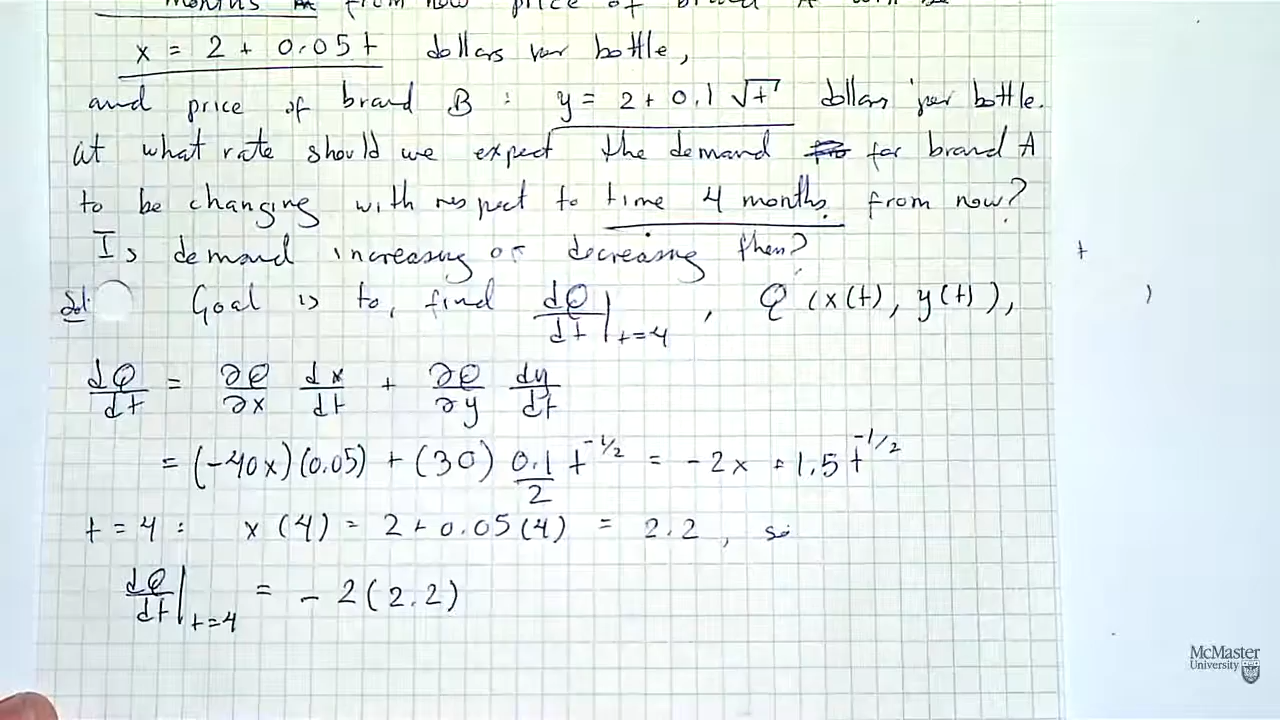 months from now price of brand A will be
x = 2 + 0.05t dollars per bottle,
and price of brand B : y = 2 + 0.1 √t dollars per bottle.
at what rate should we expect the demand for brand A
to be changing with respect to time 4 months from now?
Is demand increasing or decreasing then?
Sol: Goal is to, find dQ/dt |t=4 , Q (x(t), y(t)),
dQ/dt = ∂Q/∂x dx/dt + ∂Q/∂y dy/dt
= (-40x)(0.05) + (30) 0.1/2 t^-1/2 = -2x + 1.5 t^-1/2
t = 4 : x(4) = 2 + 0.05(4) = 2.2 , so
dQ/dt |t=4 = - 2(2.2)
McMaster
University